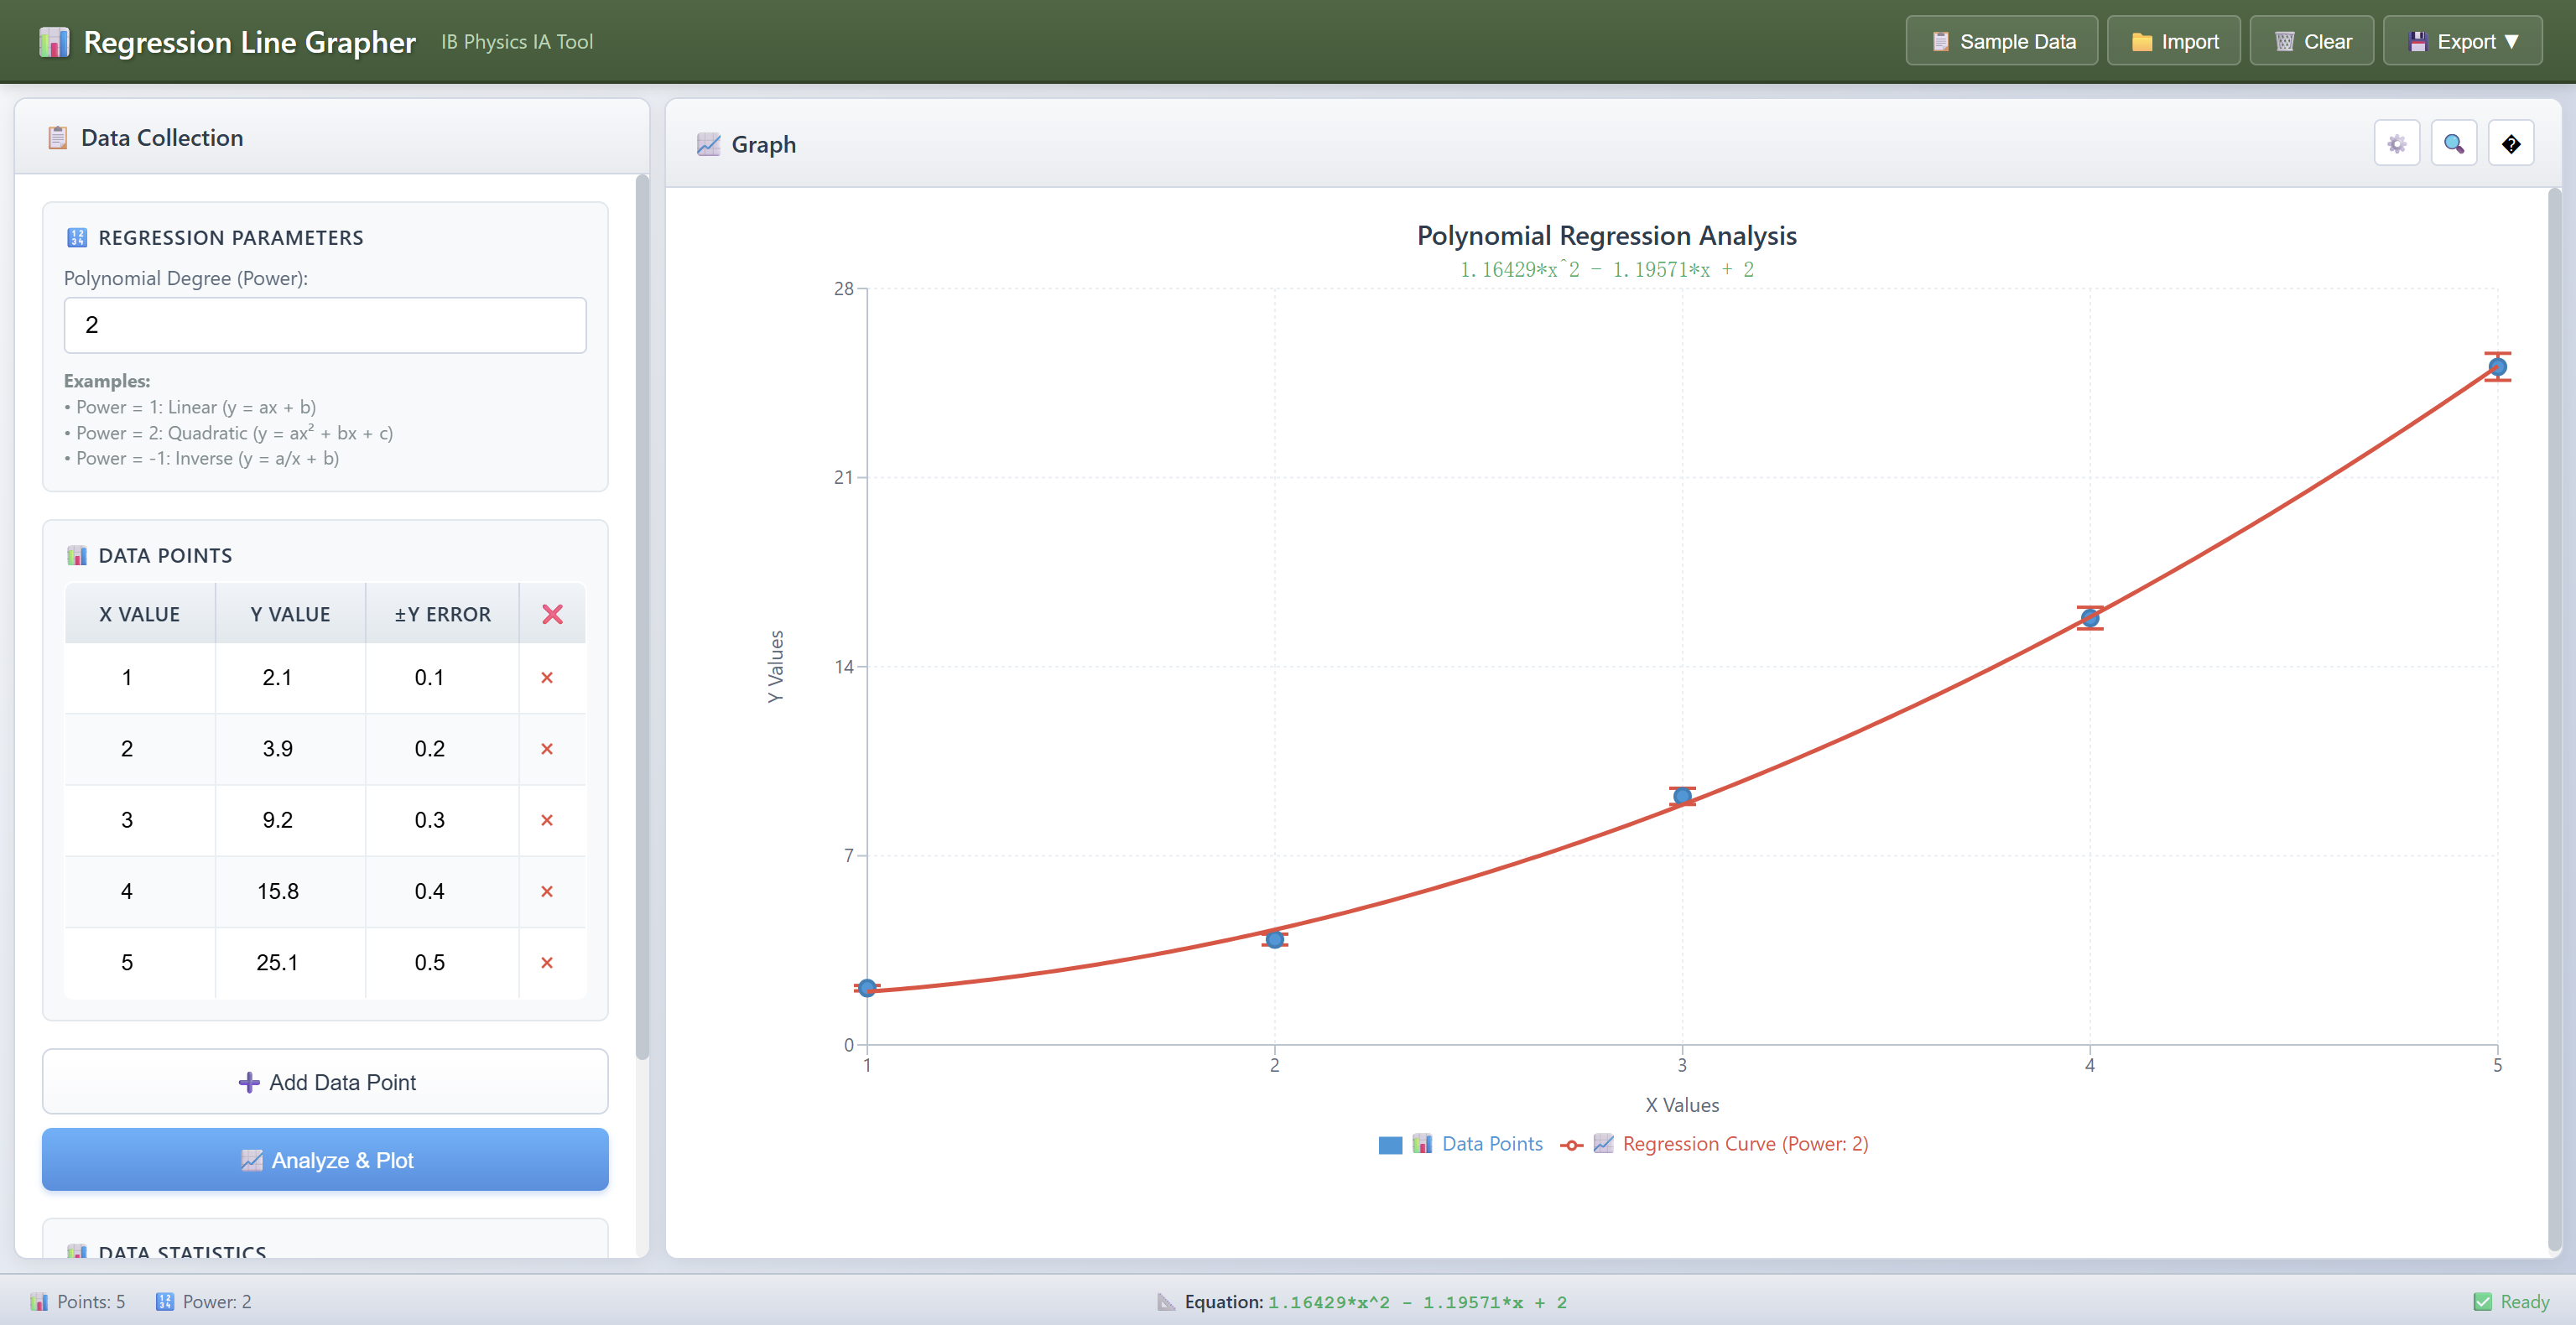 Regression Line Grapher IB Physics IA Tool
Sample Data
Import
Clear
Export ▼
Data Collection
REGRESSION PARAMETERS
Polynomial Degree (Power):
2
Examples:
• Power = 1: Linear (y = ax + b)
• Power = 2: Quadratic (y = ax² + bx + c)
• Power = -1: Inverse (y = a/x + b)
DATA POINTS
X VALUE Y VALUE ±Y ERROR ❌
1 2.1 0.1 ×
2 3.9 0.2 ×
3 9.2 0.3 ×
4 15.8 0.4 ×
5 25.1 0.5 ×
Add Data Point
Analyze & Plot
DATA STATISTICS
Graph
Polynomial Regression Analysis
1.16429*x^2 - 1.19571*x + 2
28
21
14
7
0
Y Values
1 2 3 4 5
X Values
Data Points Regression Curve (Power: 2)
Points: 5 Power: 2
Equation: 1.16429*x^2 - 1.19571*x + 2
Ready